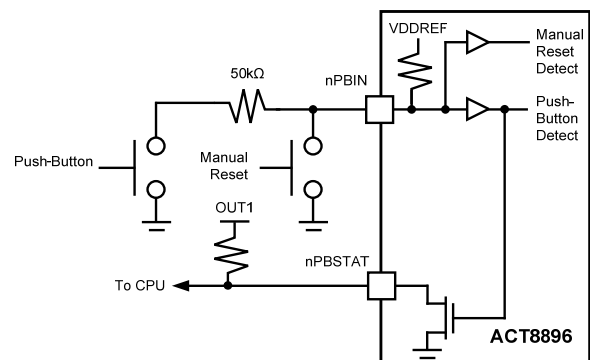 VDDREF
Manual
Reset
Detect
50kΩ
nPBIN
Push-
Button
Detect
Push-Button
Manual
Reset
OUT1
nPBSTAT
To CPU
ACT8896